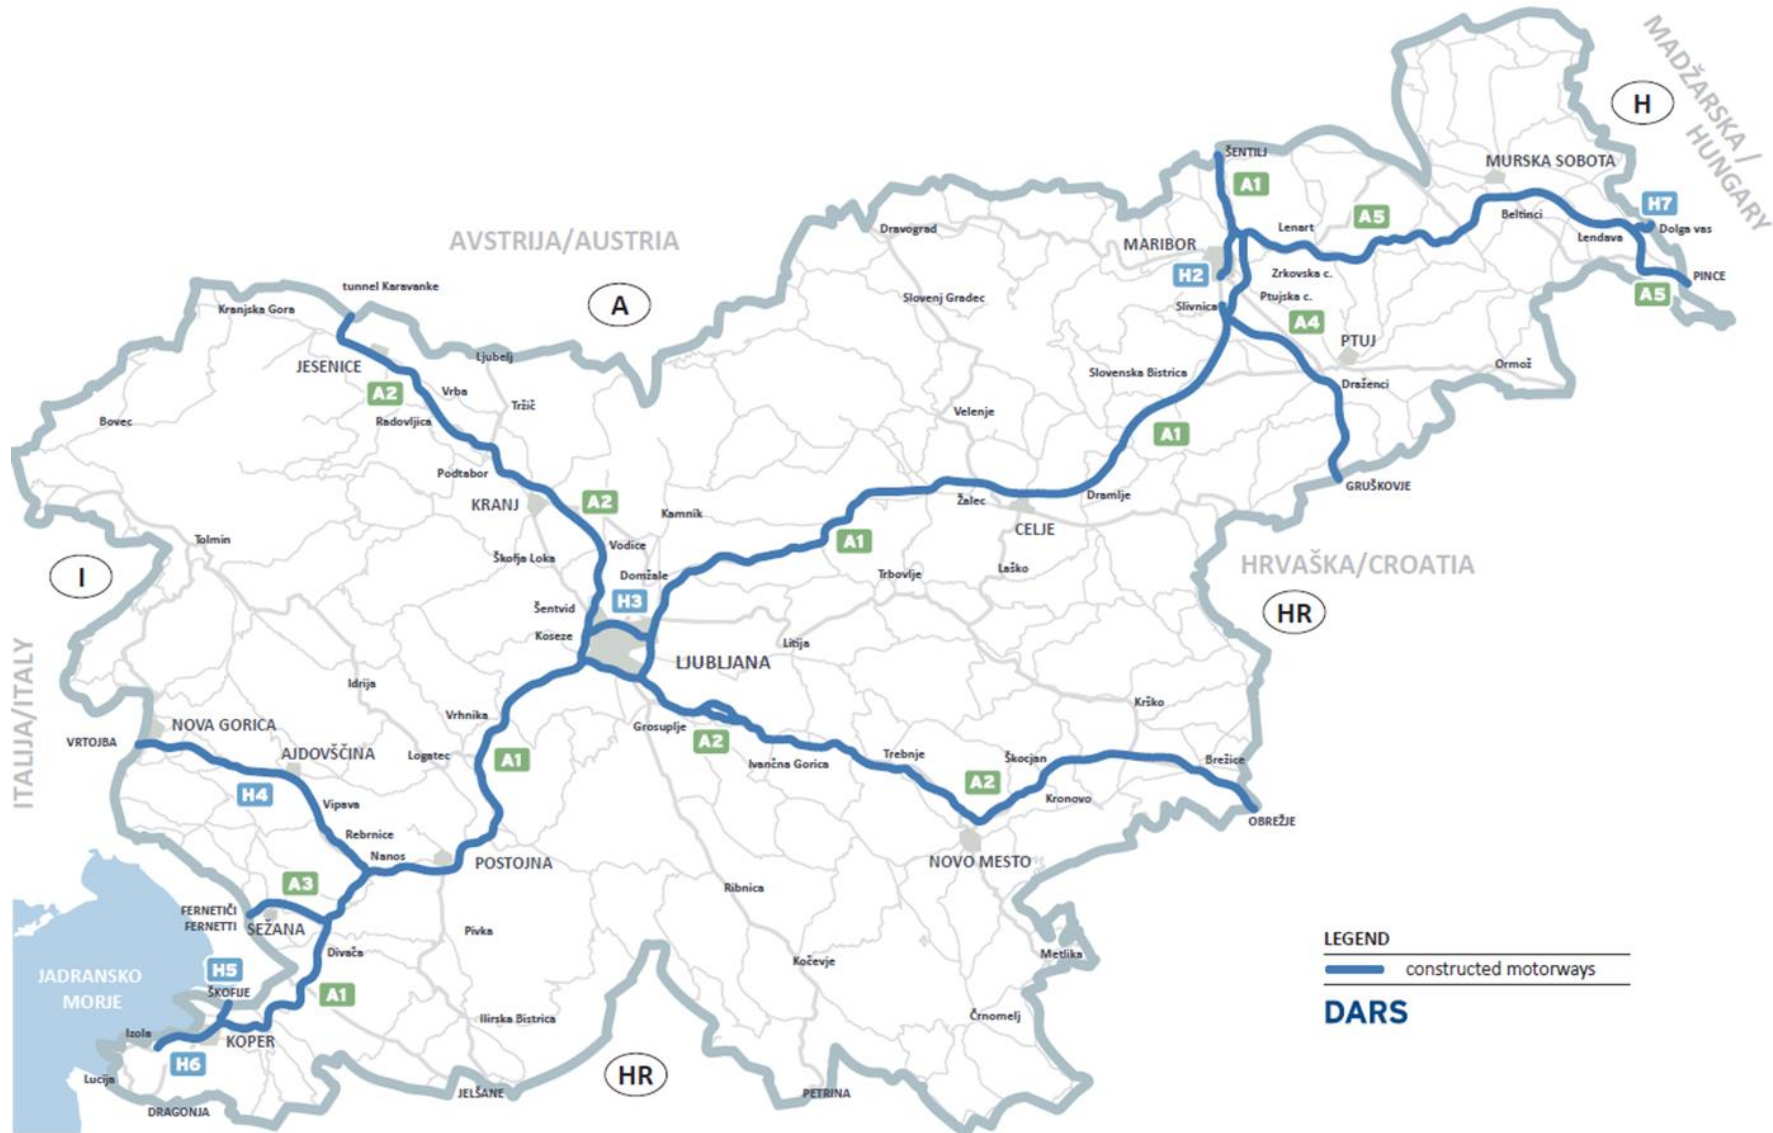 MADŽARSKA /
HUNGARY
H
ŠENTILJ
A1
MURSKA SOBOTA
A5
H7
Beltinci
Dolga vas
Lenart
Lendava
Dravograd
AVSTRIJA/AUSTRIA
MARIBOR
H2
Zrkovska c.
PINCE
A5
tunnel Karavanke
A
Slovenj Gradec
Slivnica
Ptujska c.
A4
Kranjska Gora
PTUJ
JESENICE
Ljubelj
Slovenska Bistrica
Ormož
A2
Vrba
Tržič
Draženci
Bovec
Radovljica
Velenje
A1
Podtabor
KRANJ
A2
Kamnik
Žalec
Dramlje
GRUŠKOVJE
CELJE
Tolmin
Vodice
A1
Škofja Loka
Domžale
Trbovlje
Laško
HRVAŠKA/CROATIA
I
H3
HR
Šentvid
Koseze
Litija
LJUBLJANA
ITALIJA/ITALY
Idrija
Krško
Vrhnika
NOVA GORICA
Grosuplje
VRTOJBA
A2
AJDOVŠČINA
Logatec
A1
Ivančna Gorica
Trebnje
Škocjan
Brežice
H4
A2
Vipava
Kronovo
OBREŽJE
Rebrnice
Nanos
POSTOJNA
NOVO MESTO
A3
Ribnica
FERNETIČI
FERNETTI
SEŽANA
Pivka
Divača
Metlika
LEGEND
constructed motorways
DARS
JADRANSKO
MORJE
H5
ŠKOFIJE
Kočevje
A1
Ilirska Bistrica
Črnomelj
Izola
KOPER
H6
HR
Lucija
JELŠANE
PETRINA
DRAGONJA